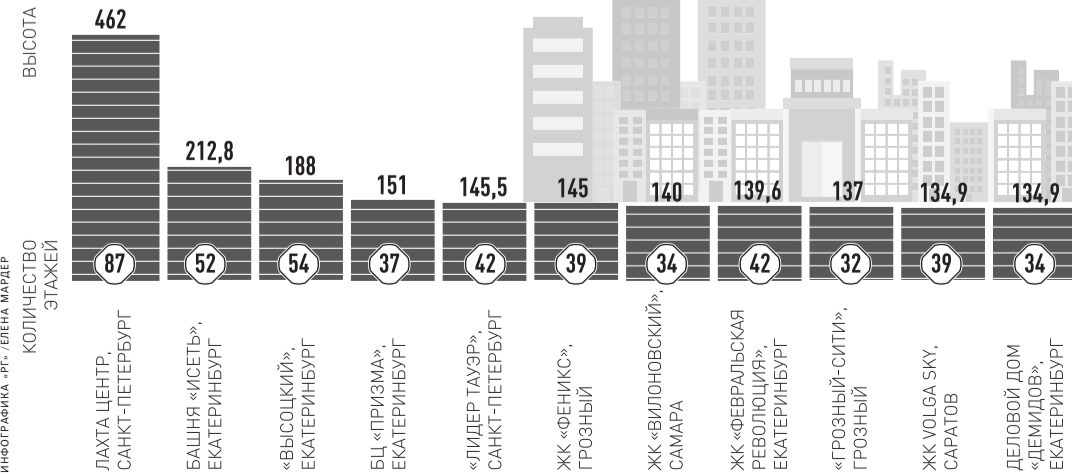 ВЫСОТА
462
212,8
188
151
145,5
145
140
139,6
137
134,9
134,9
КОЛИЧЕСТВО
ЭТАЖЕЙ
87
52
54
37
42
39
34
42
32
39
34
ЛАХТА ЦЕНТР,
САНКТ-ПЕТЕРБУРГ
БАШНЯ «ИСЕТЬ»,
ЕКАТЕРИНБУРГ
«ВЫСОЦКИЙ»,
ЕКАТЕРИНБУРГ
БЦ «ПРИЗМА»,
ЕКАТЕРИНБУРГ
«ЛИДЕР ТАУЭР»,
САНКТ-ПЕТЕРБУРГ
ЖК «ФЕНИКС»,
ГРОЗНЫЙ
ЖК «ВИЛОНОВСКИЙ»,
САМАРА
ЖК «ФЕВРАЛЬСКАЯ
РЕВОЛЮЦИЯ»,
ЕКАТЕРИНБУРГ
«ГРОЗНЫЙ-СИТИ»,
ГРОЗНЫЙ
ЖК VOLGA SKY,
САРАТОВ
ДЕЛОВОЙ ДОМ
«ДЕМИДОВ»,
ЕКАТЕРИНБУРГ
ИНФОГРАФИКА «РГ» / ЕЛЕНА МАРДЕР